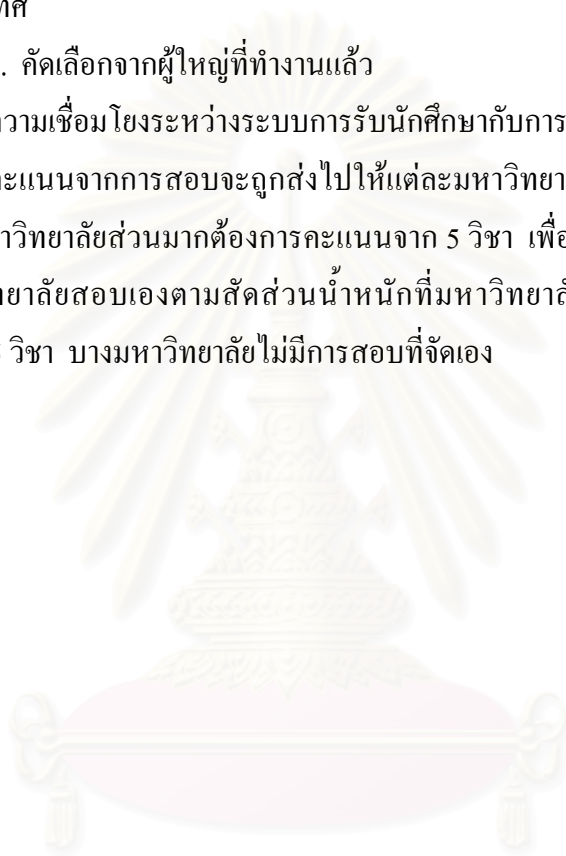 ทศ
. คัดเลือกจากผู้ใหญ่ที่ทำงานแล้ว
วามเชื่อมโยงระหว่างระบบการรับนักศึกษากับการ
ะแนนจากการสอบจะถูกส่งไปให้แต่ละมหาวิทยา
าวิทยาลัยส่วนมากต้องการคะแนนจาก 5 วิชา เพื่อ
ทยาลัยสอบเองตามสัดส่วนน้ำหนักที่มหาวิทยาลั
วิชา บางมหาวิทยาลัยไม่มีการสอบที่จัดเอง